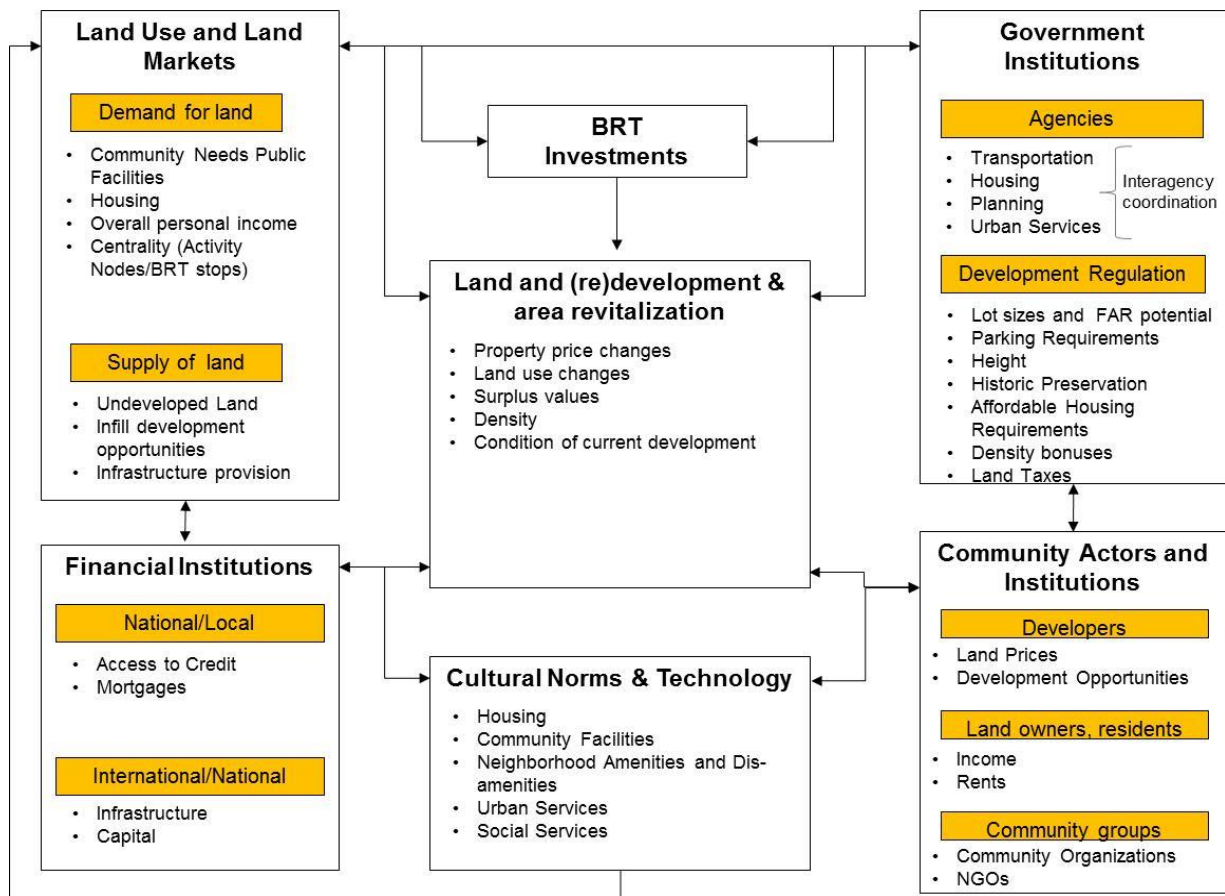 Land Use and Land
Markets
Demand for land
• Community Needs Public
Facilities
• Housing
• Overall personal income
• Centrality (Activity
Nodes/BRT stops)
Supply of land
• Undeveloped Land
• Infill development
opportunities
• Infrastructure provision
BRT
Investments
Land and (re)development &
area revitalization
• Property price changes
• Land use changes
• Surplus values
• Density
• Condition of current development
Government
Institutions
Agencies
• Transportation
• Housing
• Planning
• Urban Services
Interagency
coordination
Development Regulation
• Lot sizes and FAR potential
• Parking Requirements
• Height
• Historic Preservation
• Affordable Housing
Requirements
• Density bonuses
• Land Taxes
Financial Institutions
National/Local
• Access to Credit
• Mortgages
International/National
• Infrastructure
• Capital
Cultural Norms & Technology
• Housing
• Community Facilities
• Neighborhood Amenities and Dis-
amenities
• Urban Services
• Social Services
Community Actors and
Institutions
Developers
• Land Prices
• Development Opportunities
Land owners, residents
• Income
• Rents
Community groups
• Community Organizations
• NGOs